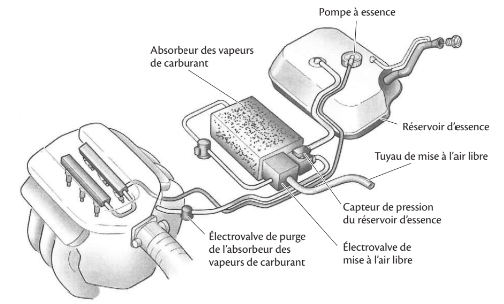 Pompe à essence
Absorbeur des vapeurs
de carburant
Réservoir d'essence
Tuyau de mise à l'air libre
Capteur de pression
du réservoir d'essence
Électrovalve de purge
de l'absorbeur des
vapeurs de carburant
Électrovalve de
mise à l'air libre